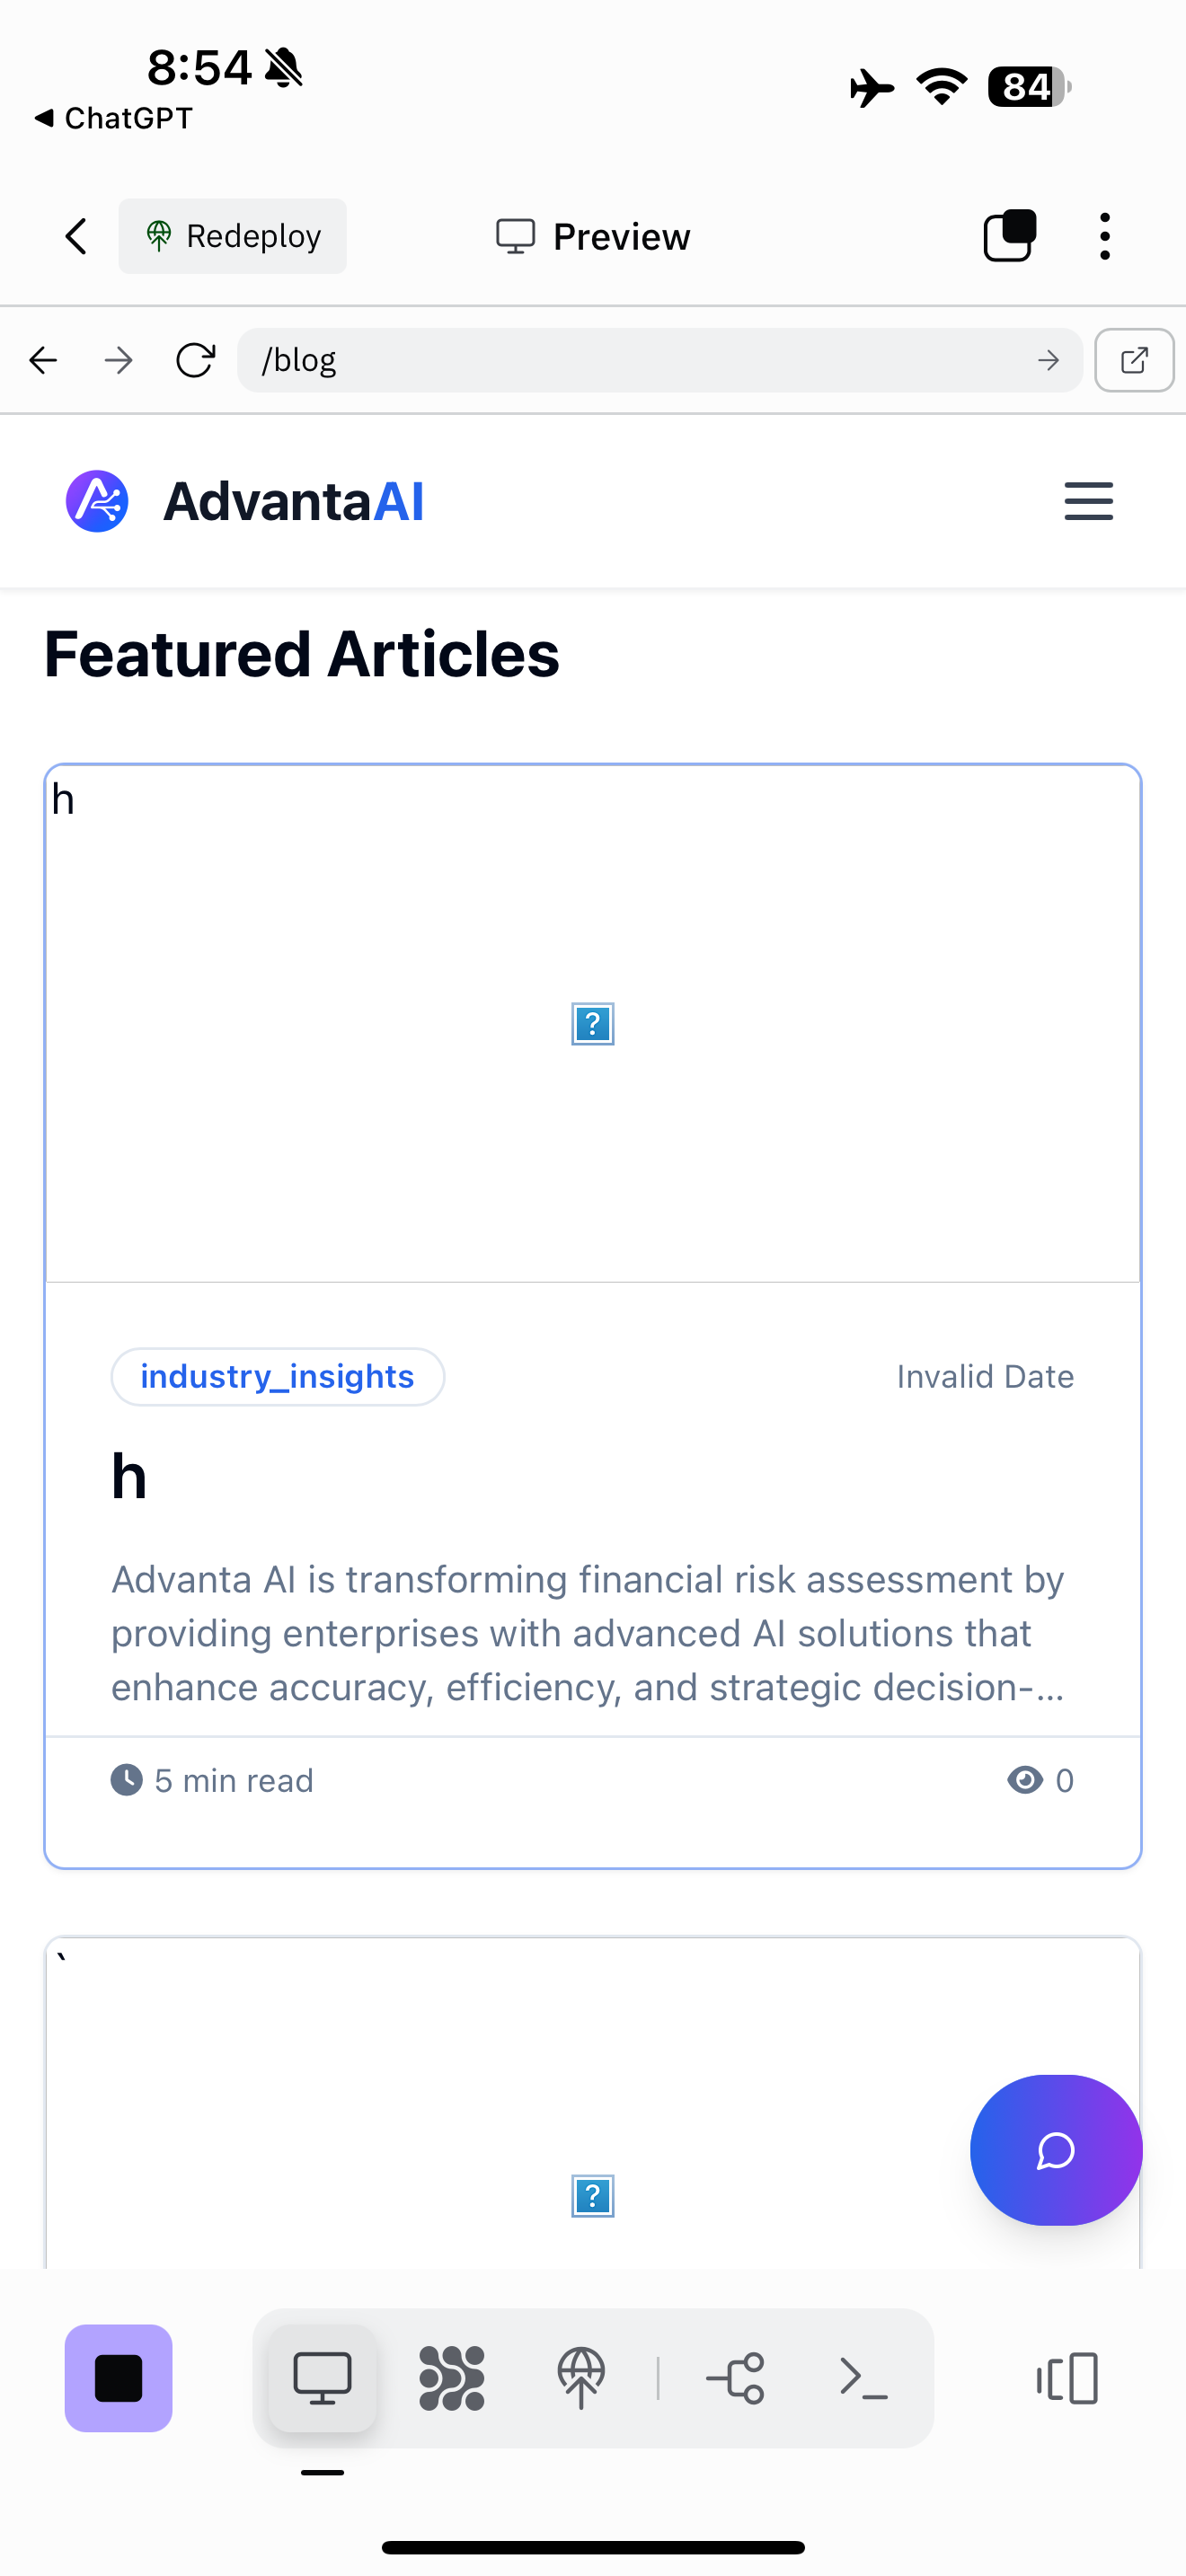 8:54
84
ChatGPT
Redeploy
Preview
/blog
AdvantaAI
Featured Articles
h
?
industry_insights
Invalid Date
h
Advanta AI is transforming financial risk assessment by
providing enterprises with advanced AI solutions that
enhance accuracy, efficiency, and strategic decision-...
5 min read
0
`
?